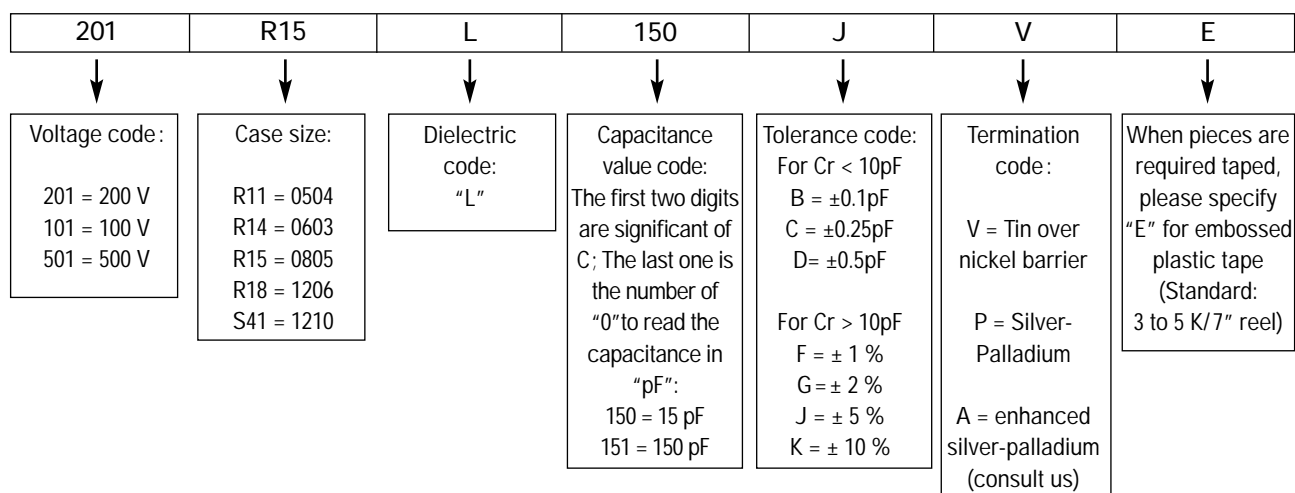 201 R15 L 150 J V E
Voltage code:
201 = 200 V
101 = 100 V
501 = 500 V
Case size:
R11 = 0504
R14 = 0603
R15 = 0805
R18 = 1206
S41 = 1210
Dielectric
code:
“L”
Capacitance
value code:
The first two digits
are significant of
C; The last one is
the number of
“0”to read the
capacitance in
“pF”:
150 = 15 pF
151 = 150 pF
Tolerance code:
For Cr < 10pF
B = ±0.1pF
C = ±0.25pF
D= ±0.5pF
For Cr > 10pF
F = ± 1 %
G = ± 2 %
J = ± 5 %
K = ± 10 %
Termination
code:
V = Tin over
nickel barrier
P = Silver-
Palladium
A = enhanced
silver-palladium
(consult us)
When pieces are
required taped,
please specify
“E” for embossed
plastic tape
(Standard:
3 to 5 K/7” reel)